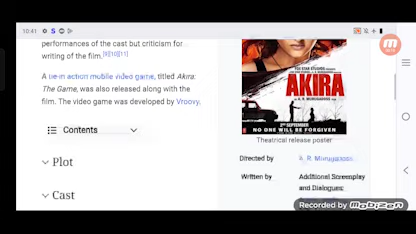 10:41
performances of the cast but criticism for
writing of the film.[9][10][11]
A tie-in action mobile video game, titled Akira:
The Game, was also released along with the
film. The video game was developed by Vroovy.
Contents
Plot
Cast
AKIRA
A. R. MURUGADOSS
2ND SEPTEMBER
NO ONE WILL BE FORGIVEN
Theatrical release poster
Directed by
A. R. Murugadoss
Written by
Additional Screenplay
and Dialogues:
Recorded by Mobizen